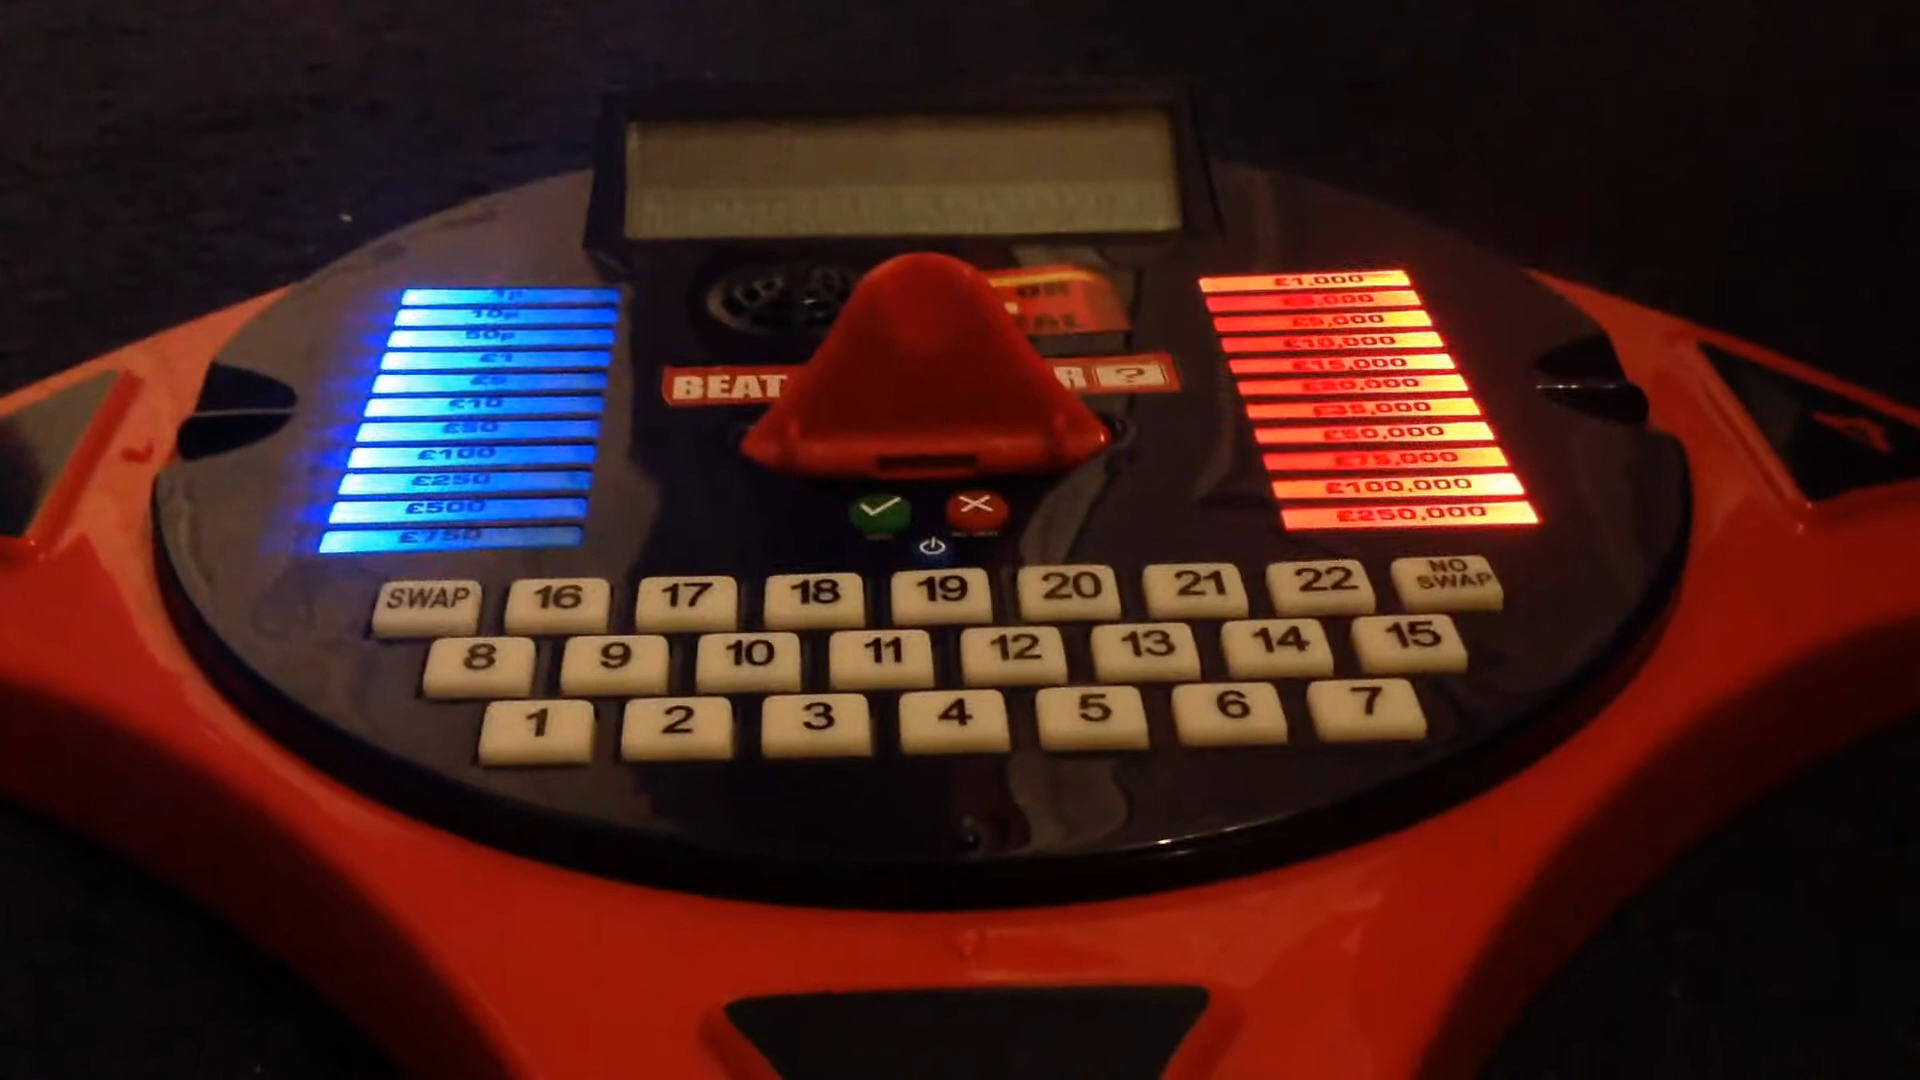 1p
10p
50p
£1
£5
£10
£50
£100
£250
£500
£750
£1,000
£5,000
£10,000
£15,000
£20,000
£35,000
£50,000
£75,000
£100,000
£250,000
BEAT
R ?
SWAP 16 17 18 19 20 21 22 NO SWAP
8 9 10 11 12 13 14 15
1 2 3 4 5 6 7